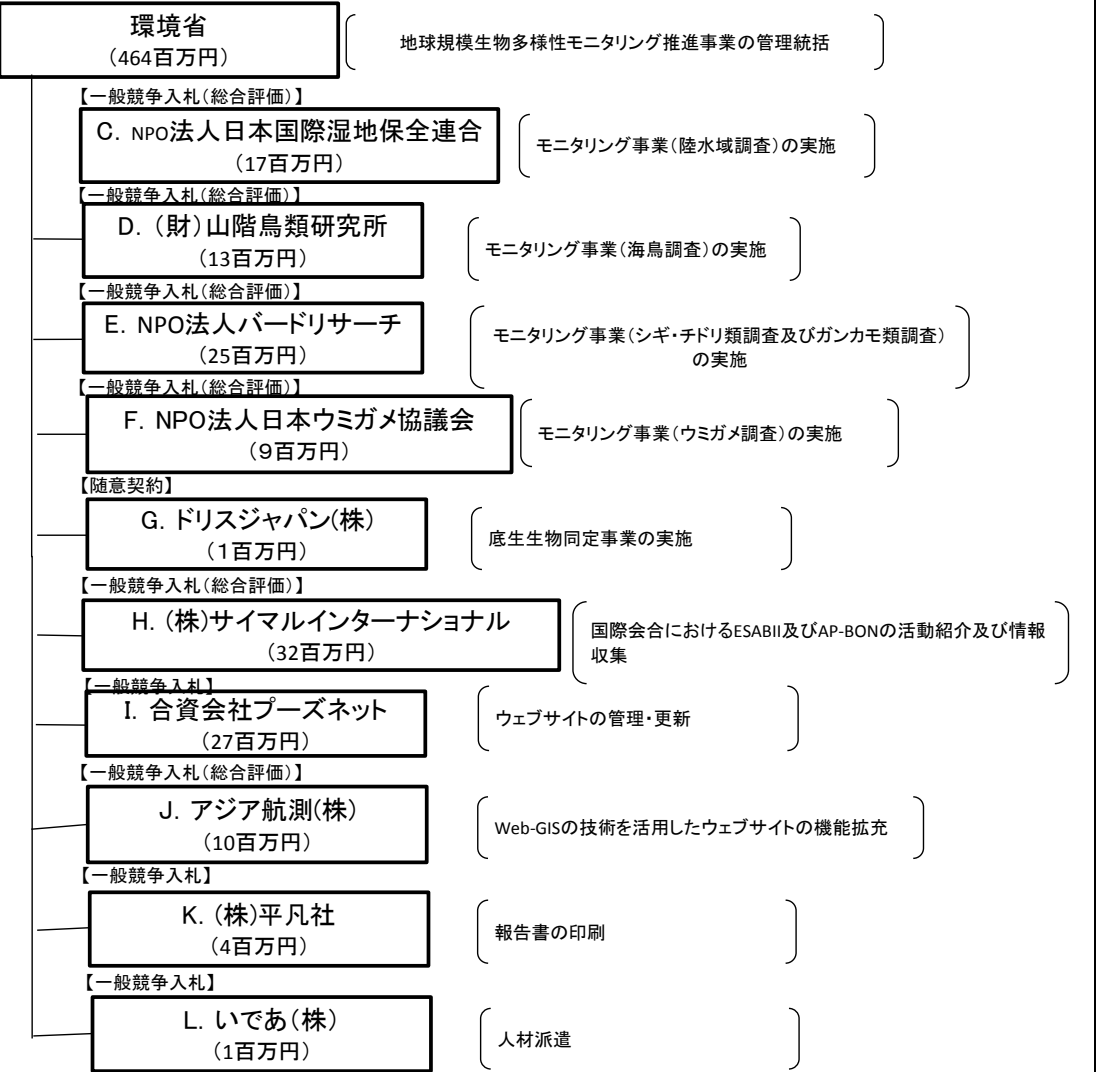 環境省
(464百万円)
地球規模生物多様性モニタリング推進事業の管理統括
【一般競争入札(総合評価)】
C. NPO法人日本国際湿地保全連合
(17百万円)
モニタリング事業(陸水域調査)の実施
【一般競争入札(総合評価)】
D. (財)山階鳥類研究所
(13百万円)
モニタリング事業(海鳥調査)の実施
【一般競争入札(総合評価)】
E. NPO法人バードリサーチ
(25百万円)
モニタリング事業(シギ・チドリ類調査及びガンカモ類調査)
の実施
【一般競争入札(総合評価)】
F. NPO法人日本ウミガメ協議会
(9百万円)
モニタリング事業(ウミガメ調査)の実施
【随意契約】
G. ドリスジャパン(株)
(1百万円)
底生生物同定事業の実施
【一般競争入札(総合評価)】
H. (株)サイマルインターナショナル
(32百万円)
国際会合におけるESABII及びAP-BONの活動紹介及び情報
収集
【一般競争入札】
I. 合資会社プーズネット
(27百万円)
ウェブサイトの管理・更新
【一般競争入札(総合評価)】
J. アジア航測(株)
(10百万円)
Web-GISの技術を活用したウェブサイトの機能拡充
【一般競争入札】
K. (株)平凡社
(4百万円)
報告書の印刷
【一般競争入札】
L. いであ(株)
(1百万円)
人材派遣